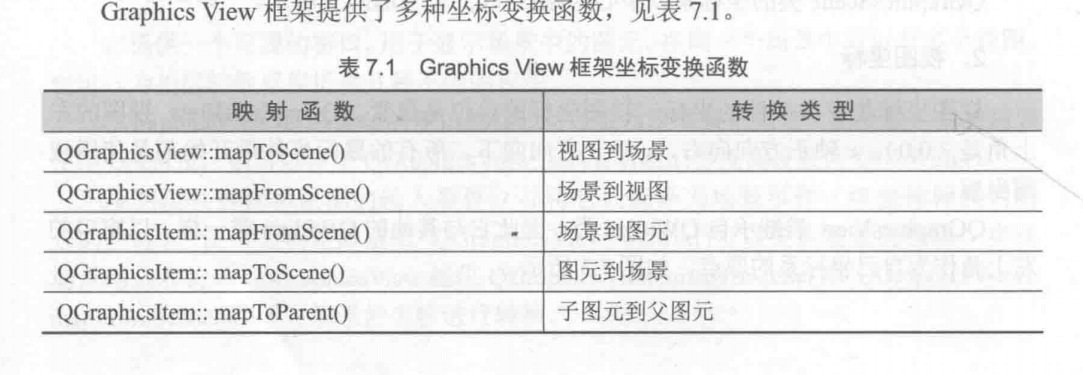 Graphics View 框架提供了多种坐标变换函数，见表 7.1。
表 7.1 Graphics View 框架坐标变换函数
映 射 函 数 转 换 类 型
QGraphicsView::mapToScene() 视图到场景
QGraphicsView::mapFromScene() 场景到视图
QGraphicsItem:: mapFromScene() 场景到图元
QGraphicsItem:: mapToScene() 图元到场景
QGraphicsItem:: mapToParent() 子图元到父图元